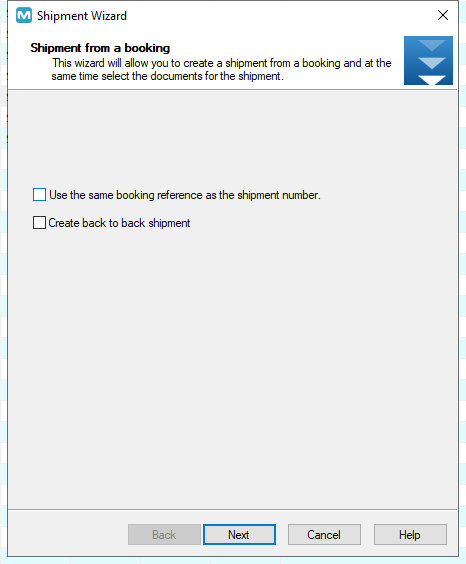 Shipment Wizard
Shipment from a booking
This wizard will allow you to create a shipment from a booking and at the
same time select the documents for the shipment.
Use the same booking reference as the shipment number.
Create back to back shipment
Back Next Cancel Help